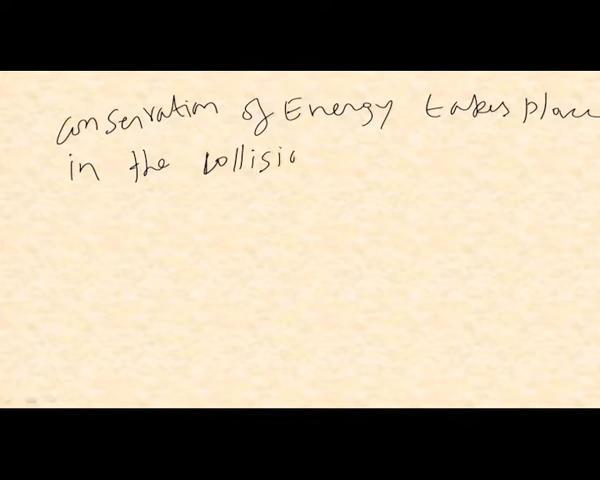 conservation of Energy takes place
in the collisio